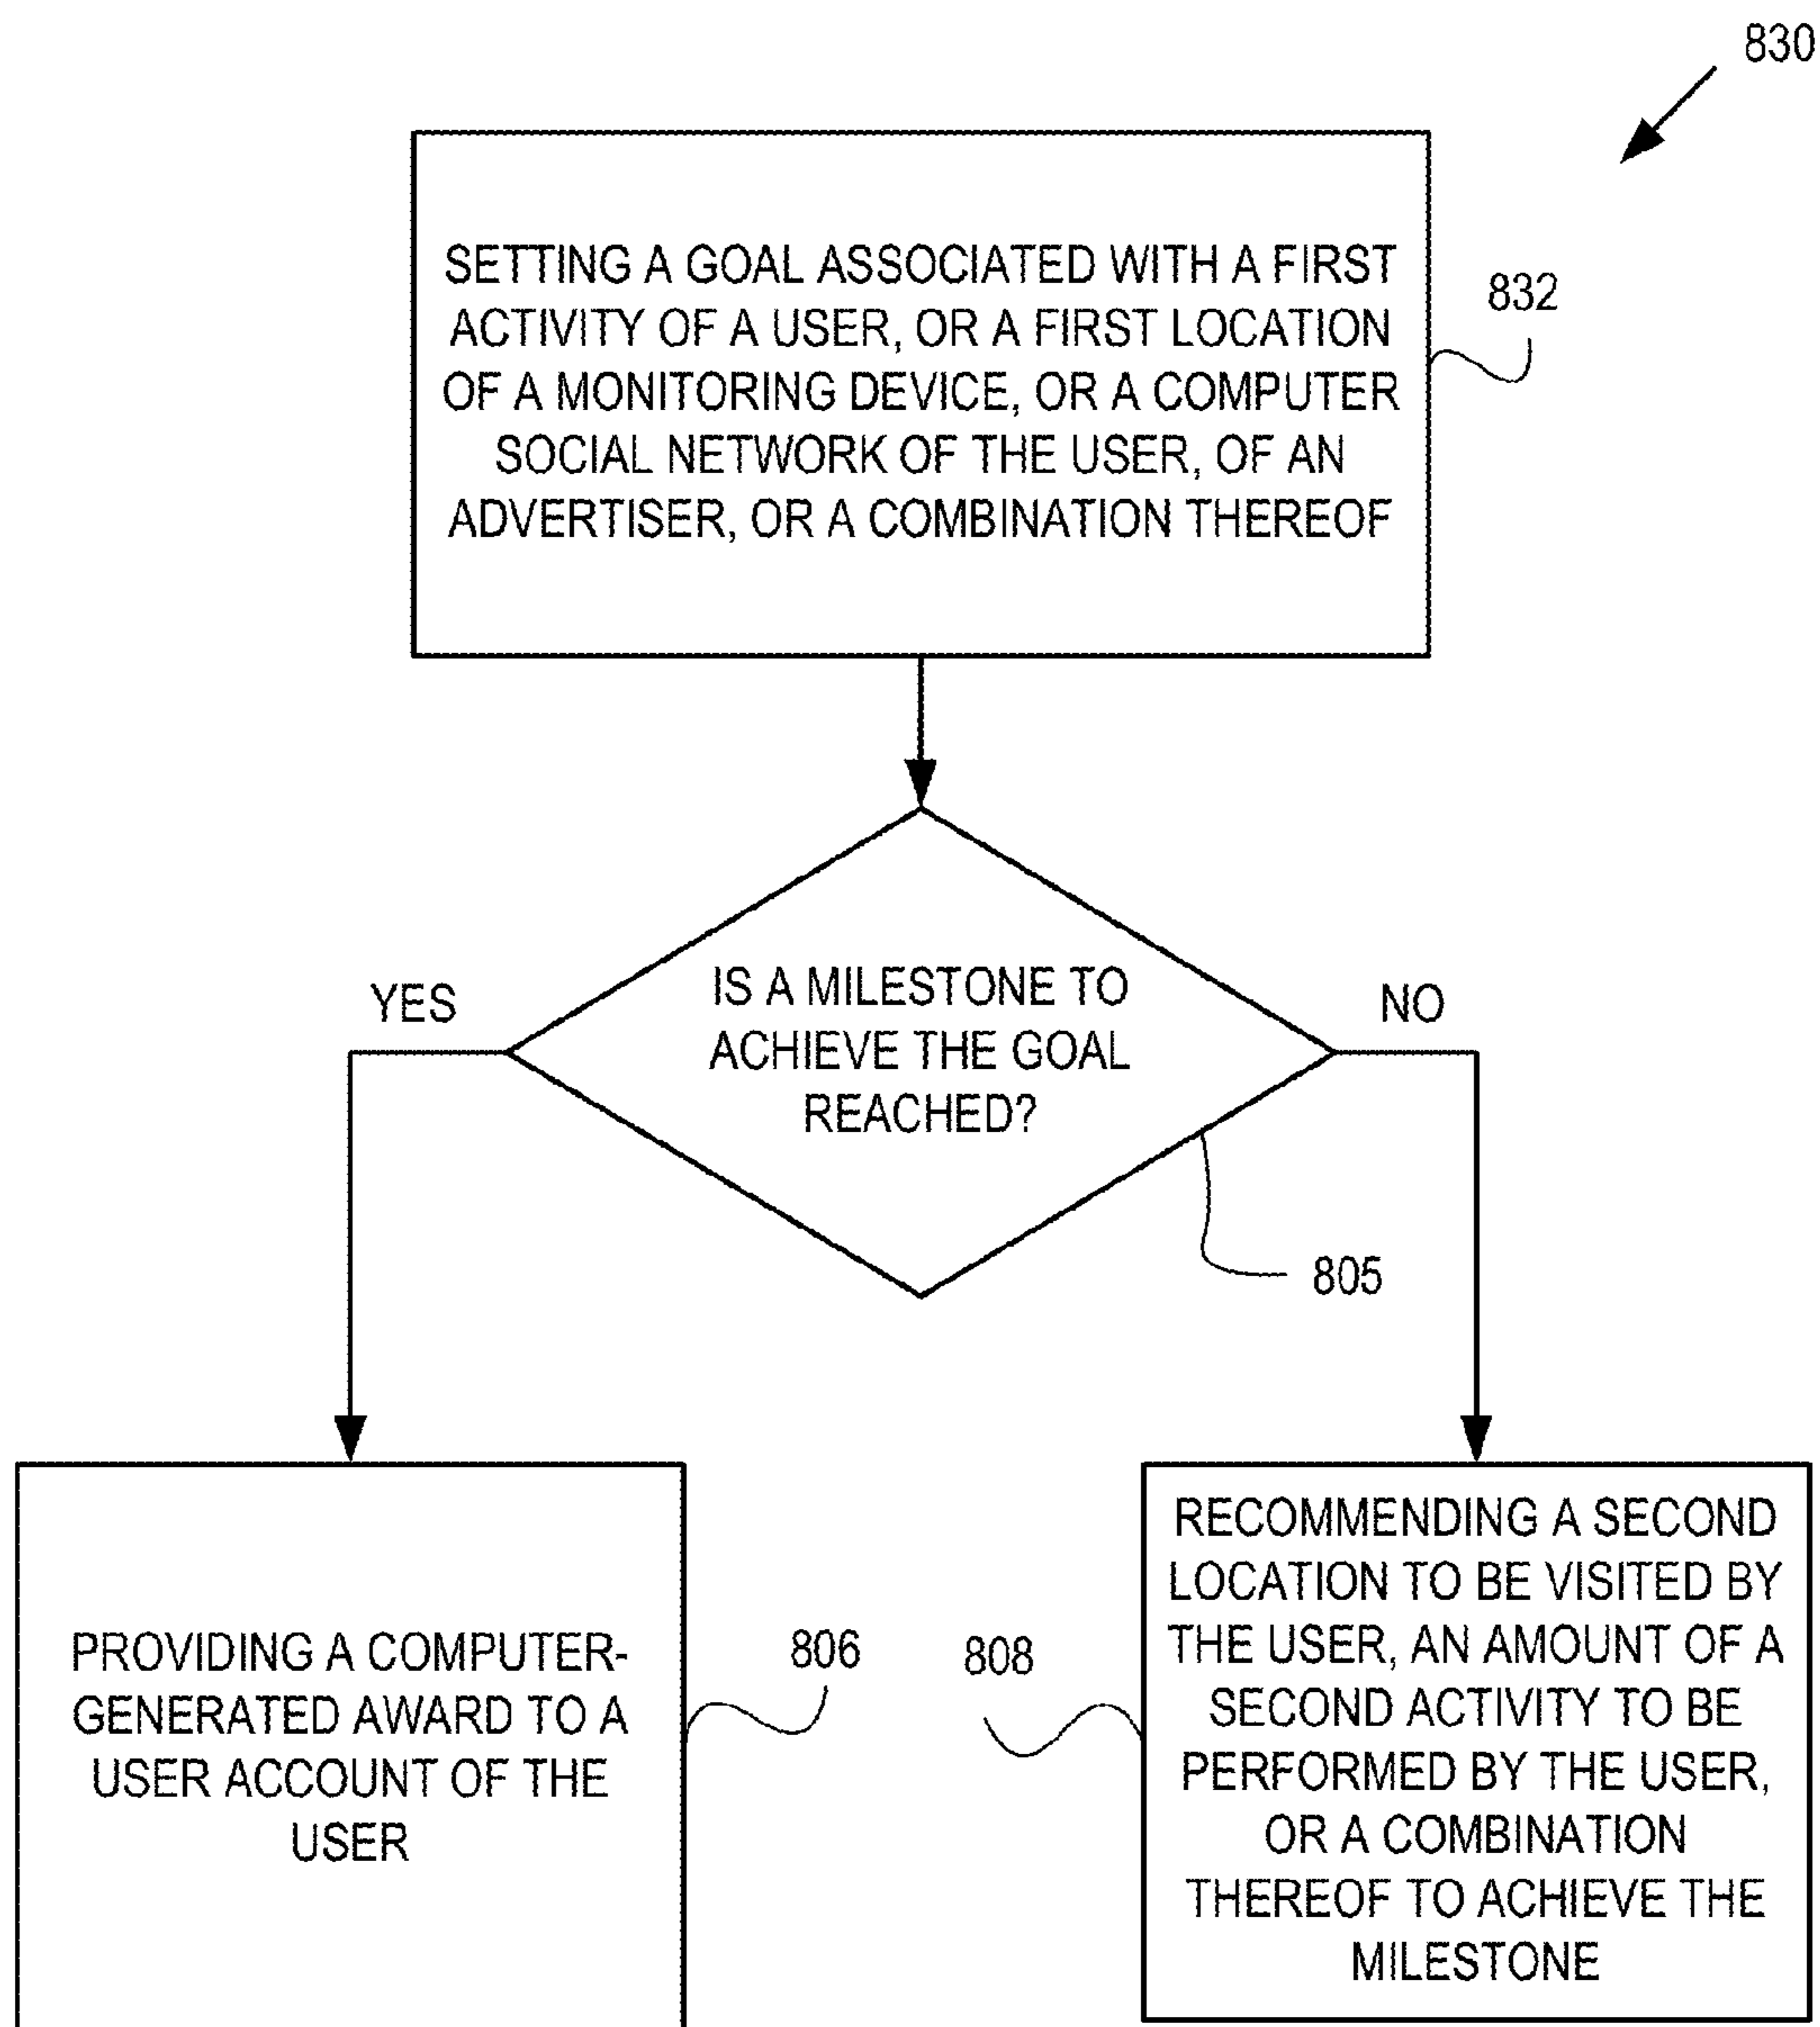 830
SETTING A GOAL ASSOCIATED WITH A FIRST
ACTIVITY OF A USER, OR A FIRST LOCATION
OF A MONITORING DEVICE, OR A COMPUTER
SOCIAL NETWORK OF THE USER, OF AN
ADVERTISER, OR A COMBINATION THEREOF
832
IS A MILESTONE TO
ACHIEVE THE GOAL
REACHED?
YES
NO
805
PROVIDING A COMPUTER-
GENERATED AWARD TO A
USER ACCOUNT OF THE
USER
806
808
RECOMMENDING A SECOND
LOCATION TO BE VISITED BY
THE USER, AN AMOUNT OF A
SECOND ACTIVITY TO BE
PERFORMED BY THE USER,
OR A COMBINATION
THEREOF TO ACHIEVE THE
MILESTONE